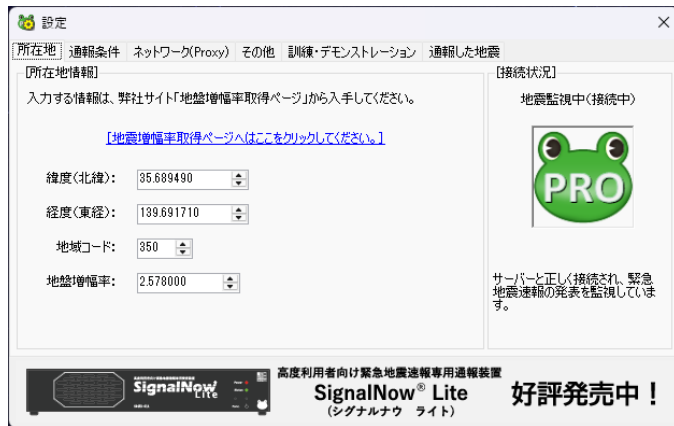 設定
所在地 通報条件 ネットワーク(Proxy) その他 訓練・デモンストレーション 通報した地震
[所在地情報]
入力する情報は、弊社サイト「地盤増幅率取得ページ」から入手してください。
[地震増幅率取得ページへはここをクリックしてください。]
緯度(北緯): 35.689490
経度(東経): 139.691710
地域コード: 350
地盤増幅率: 2.578000
[接続状況]
地震監視中(接続中)
PRO
サーバーと正しく接続され、緊急
地震速報の発表を監視していま
す。
SignalNow
Lite
高度利用者向け緊急地震速報専用通報装置
SignalNow® Lite
(シグナルナウ ライト)
好評発売中!